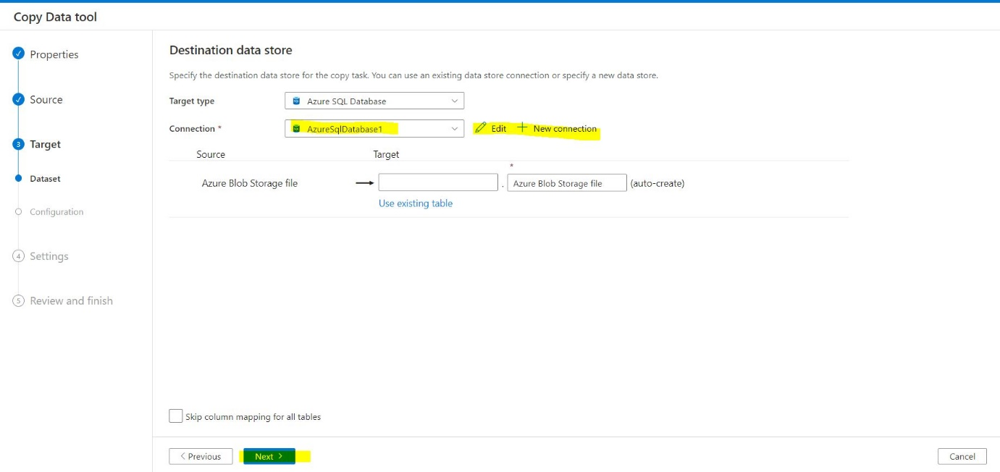 Copy Data tool
Properties
Source
3 Target
Dataset
Configuration
4 Settings
5 Review and finish
Destination data store
Specify the destination data store for the copy task. You can use an existing data store connection or specify a new data store.
Target type Azure SQL Database
Connection * AzureSqlDatabase1 Edit New connection
Source Target
*
Azure Blob Storage file . Azure Blob Storage file (auto-create)
Use existing table
Skip column mapping for all tables
< Previous Next > Cancel